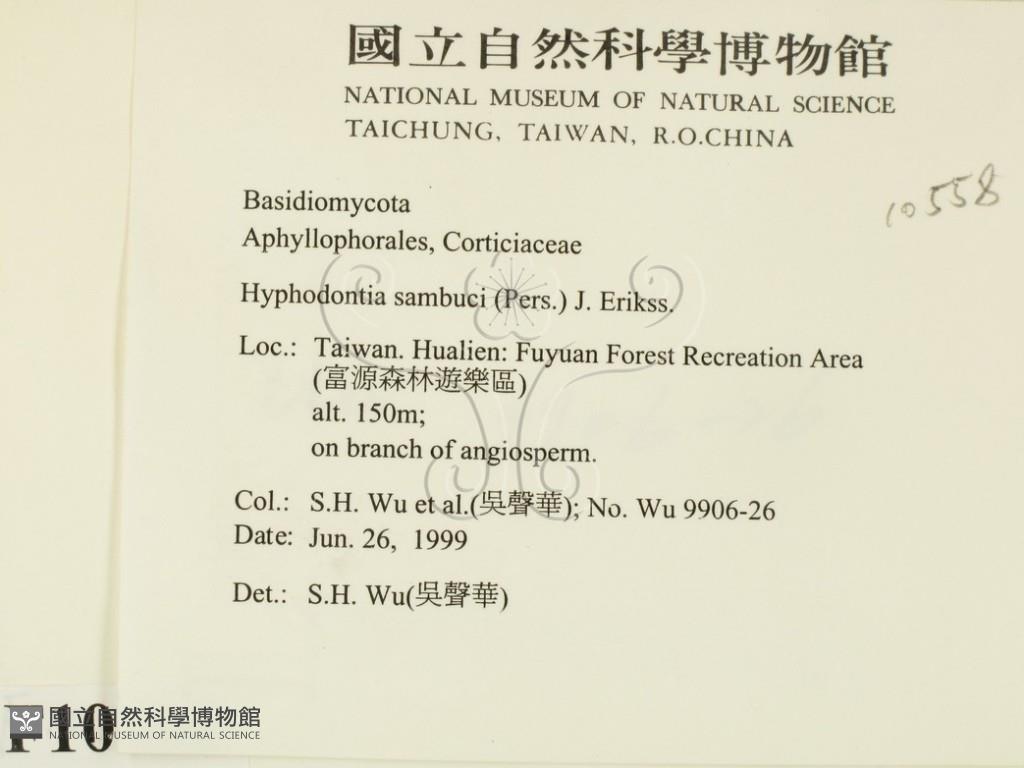 國立自然科學博物館
NATIONAL MUSEUM OF NATURAL SCIENCE
TAICHUNG, TAIWAN, R.O.CHINA
10558
Basidiomycota
Aphyllophorales, Corticiaceae
Hyphodontia sambuci (Pers.) J. Erikss.
Loc.: Taiwan. Hualien: Fuyuan Forest Recreation Area
(富源森林遊樂區)
alt. 150m;
on branch of angiosperm.
Col.: S.H. Wu et al.(吳聲華); No. Wu 9906-26
Date: Jun. 26, 1999
Det.: S.H. Wu(吳聲華)
F10
國立自然科學博物館
NATIONAL MUSEUM OF NATURAL SCIENCE